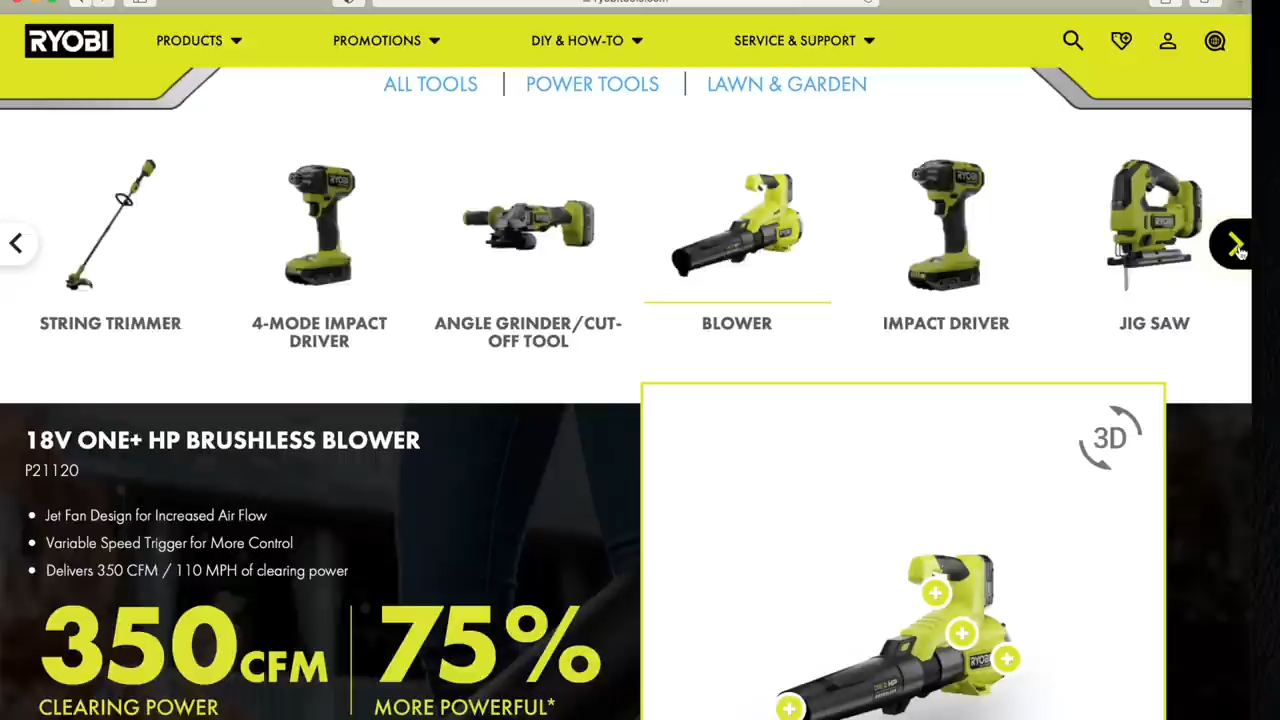 RYOBI PRODUCTS PROMOTIONS DIY & HOW-TO SERVICE & SUPPORT
ALL TOOLS POWER TOOLS LAWN & GARDEN
STRING TRIMMER
4-MODE IMPACT
DRIVER
ANGLE GRINDER/CUT-
OFF TOOL
BLOWER
IMPACT DRIVER
JIG SAW
18V ONE+ HP BRUSHLESS BLOWER
P21120
• Jet Fan Design for Increased Air Flow
• Variable Speed Trigger for More Control
• Delivers 350 CFM / 110 MPH of clearing power
350 CFM
CLEARING POWER
75%
MORE POWERFUL*
3D
RYOBI